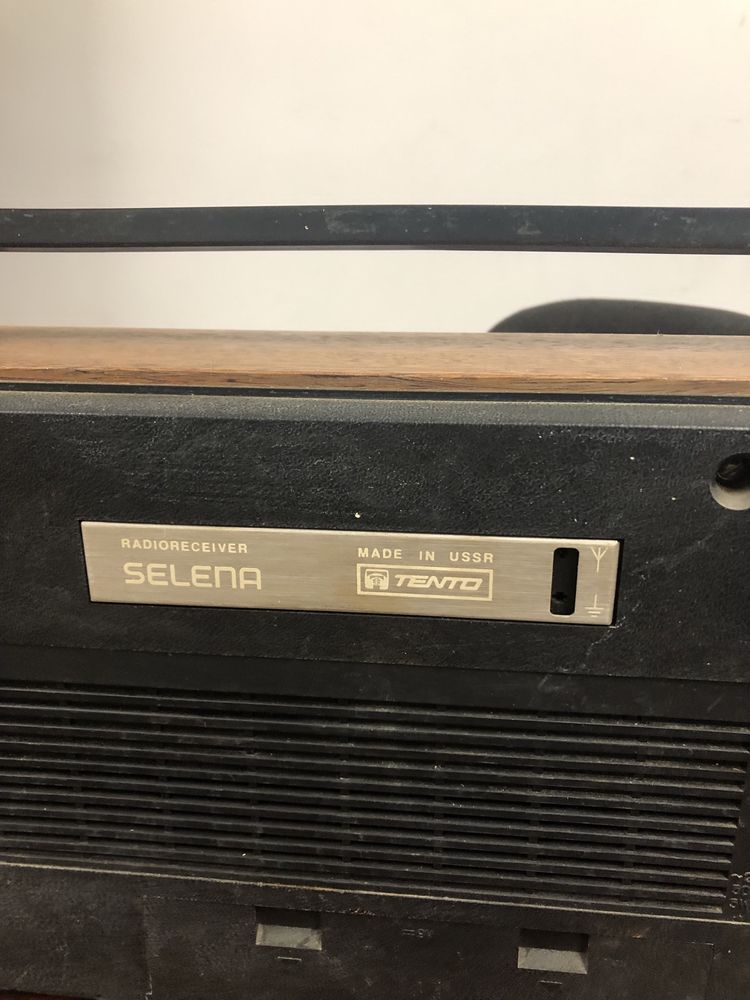 RADIORECEIVER
SELENA
MADE IN USSR
TENTO